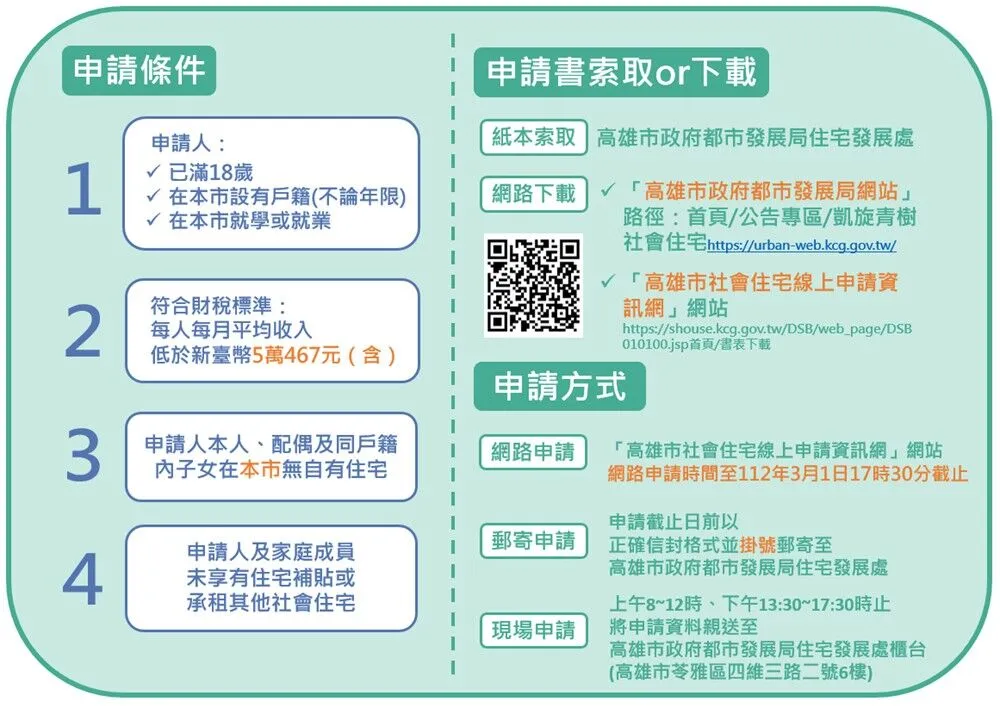 申請條件
1
申請人：
✓ 已滿18歲
✓ 在本市設有戶籍(不論年限)
✓ 在本市就學或就業
2
符合財稅標準：
每人每月平均收入
低於新臺幣5萬467元（含）
3
申請人本人、配偶及同戶籍
內子女在本市無自有住宅
4
申請人及家庭成員
未享有住宅補貼或
承租其他社會住宅
申請書索取or下載
紙本索取 高雄市政府都市發展局住宅發展處
網路下載 ✓ 「高雄市政府都市發展局網站」
路徑：首頁/公告專區/凱旋青樹
社會住宅https://urban-web.kcg.gov.tw/
✓ 「高雄市社會住宅線上申請資
訊網」網站
https://shouse.kcg.gov.tw/DSB/web_page/DSB
010100.jsp首頁/書表下載
申請方式
網路申請
「高雄市社會住宅線上申請資訊網」網站
網路申請時間至112年3月1日17時30分截止
郵寄申請
申請截止日前以
正確信封格式並掛號郵寄至
高雄市政府都市發展局住宅發展處
現場申請
上午8~12時、下午13:30~17:30時止
將申請資料親送至
高雄市政府都市發展局住宅發展處櫃台
(高雄市苓雅區四維三路二號6樓)